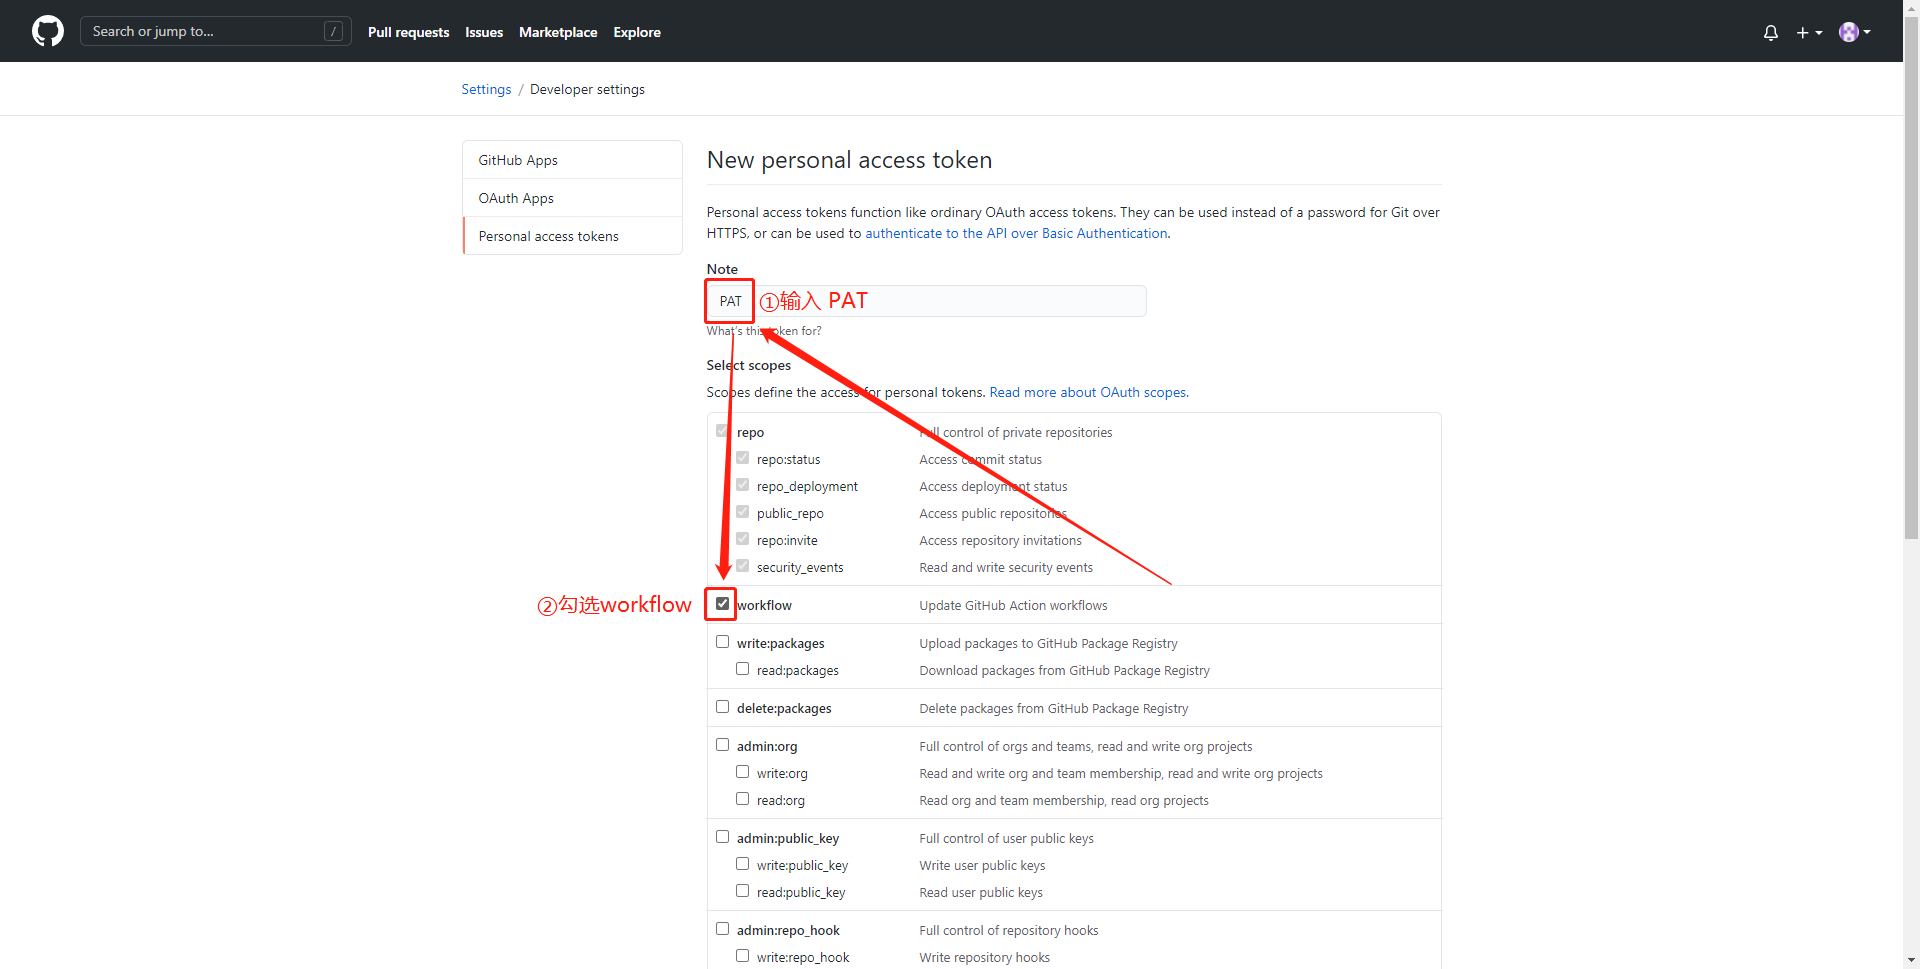 Search or jump to... /
Pull requests Issues Marketplace Explore
Settings / Developer settings
GitHub Apps
OAuth Apps
Personal access tokens
New personal access token
Personal access tokens function like ordinary OAuth access tokens. They can be used instead of a password for Git over
HTTPS, or can be used to authenticate to the API over Basic Authentication.
Note
PAT ①输入 PAT
What's this token for?
Select scopes
Scopes define the access for personal tokens. Read more about OAuth scopes.
repo Full control of private repositories
repo:status Access commit status
repo_deployment Access deployment status
public_repo Access public repositories
repo:invite Access repository invitations
security_events Read and write security events
②勾选workflow workflow Update GitHub Action workflows
write:packages Upload packages to GitHub Package Registry
read:packages Download packages from GitHub Package Registry
delete:packages Delete packages from GitHub Package Registry
admin:org Full control of orgs and teams, read and write org projects
write:org Read and write org and team membership, read and write org projects
read:org Read org and team membership, read org projects
admin:public_key Full control of user public keys
write:public_key Write user public keys
read:public_key Read user public keys
admin:repo_hook Full control of repository hooks
write:repo_hook Write repository hooks